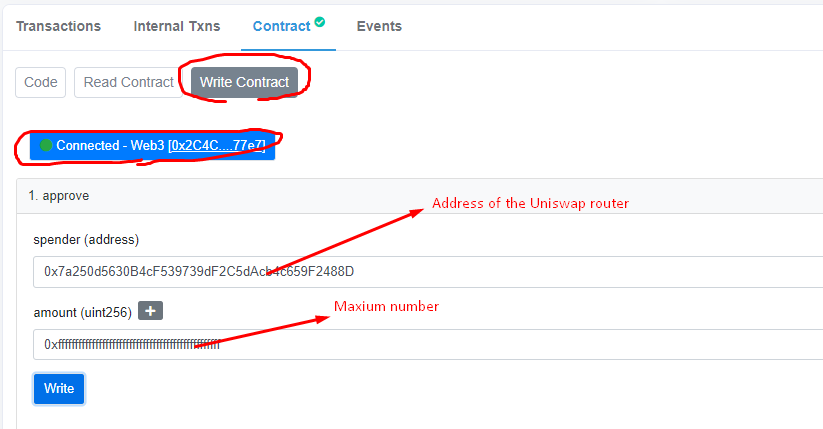 Transactions Internal Txns Contract Events
Code Read Contract Write Contract
Connected - Web3 [0x2C4C....77e7]
1. approve
Address of the Uniswap router
spender (address)
0x7a250d5630B4cF539739dF2C5dAcb4c659F2488D
Maxium number
amount (uint256) +
Write